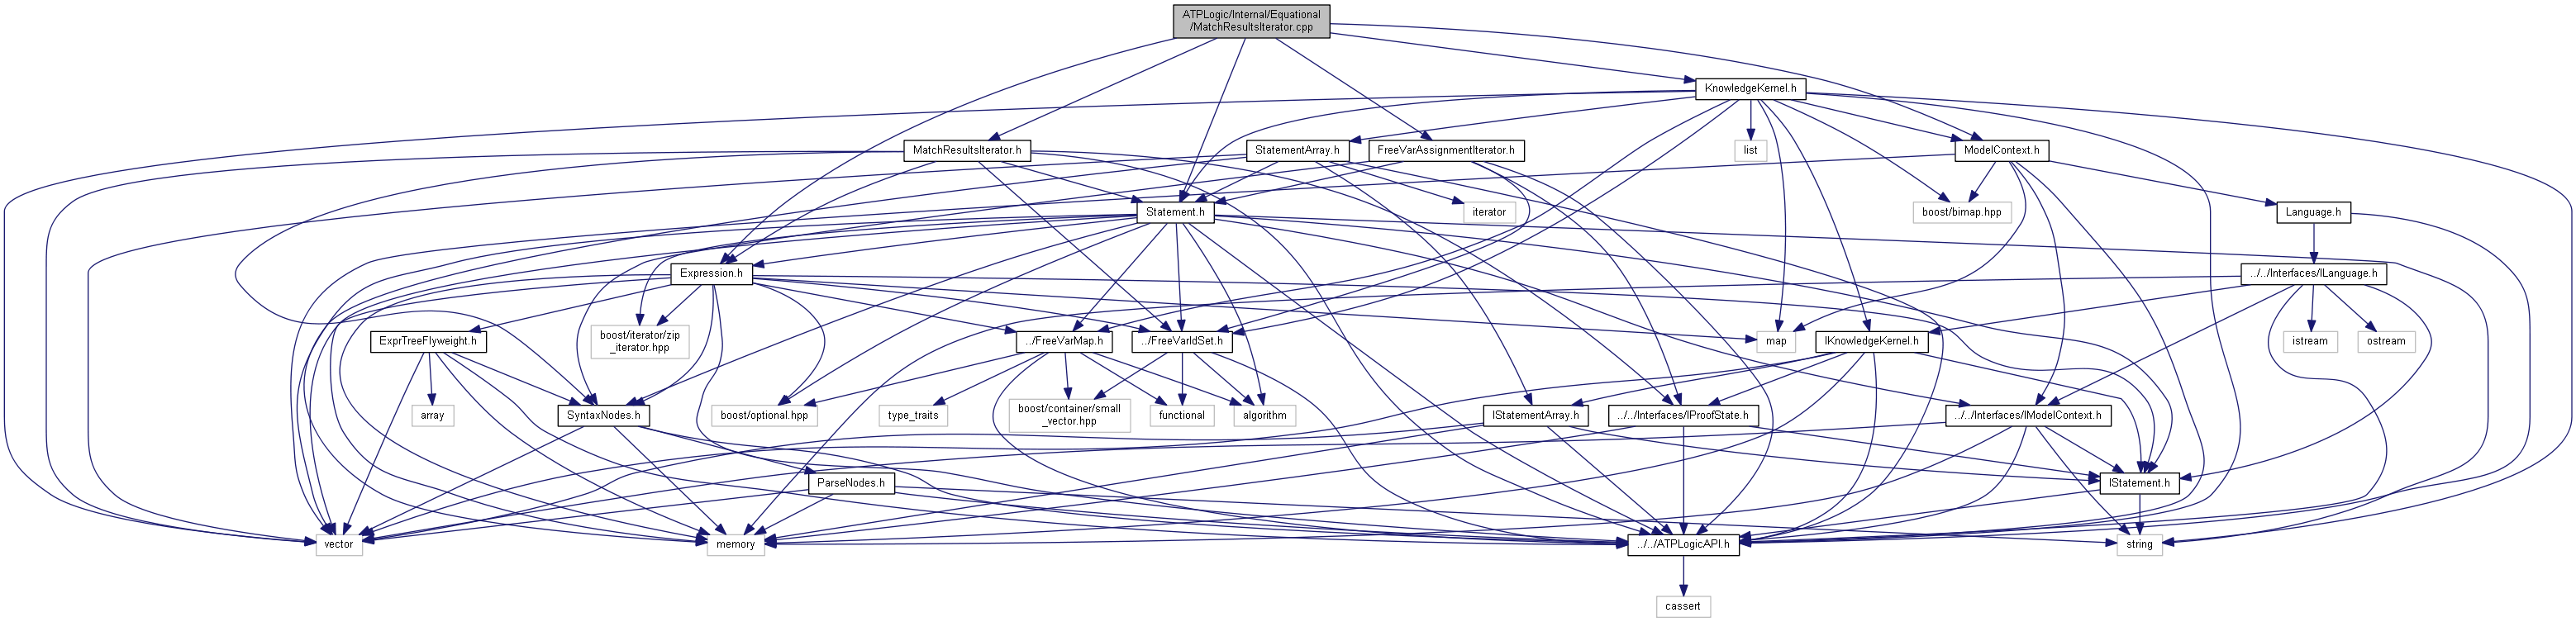 ATPLogic/Internal/Equational
/MatchResultsIterator.cpp
KnowledgeKernel.h
MatchResultsIterator.h
StatementArray.h
FreeVarAssignmentIterator.h
list
ModelContext.h
Statement.h
iterator
boost/bimap.hpp
Language.h
Expression.h
../../Interfaces/ILanguage.h
ExprTreeFlyweight.h
boost/iterator/zip
_iterator.hpp
../FreeVarMap.h
../FreeVarIdSet.h
map
IKnowledgeKernel.h
istream
ostream
array
SyntaxNodes.h
boost/optional.hpp
type_traits
boost/container/small
_vector.hpp
functional
algorithm
IStatementArray.h
../../Interfaces/IProofState.h
../../Interfaces/IModelContext.h
ParseNodes.h
IStatement.h
vector
memory
../../ATPLogicAPI.h
string
cassert